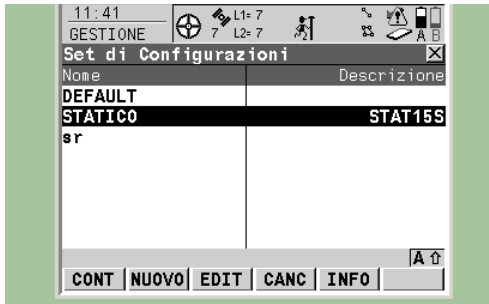 11:41
GESTIONE
7
L1= 7
L2= 7
A B
Set di Configurazioni
Nome Descrizione
DEFAULT
STATICO STAT15S
sr
A
CONT NUOVO EDIT CANC INFO